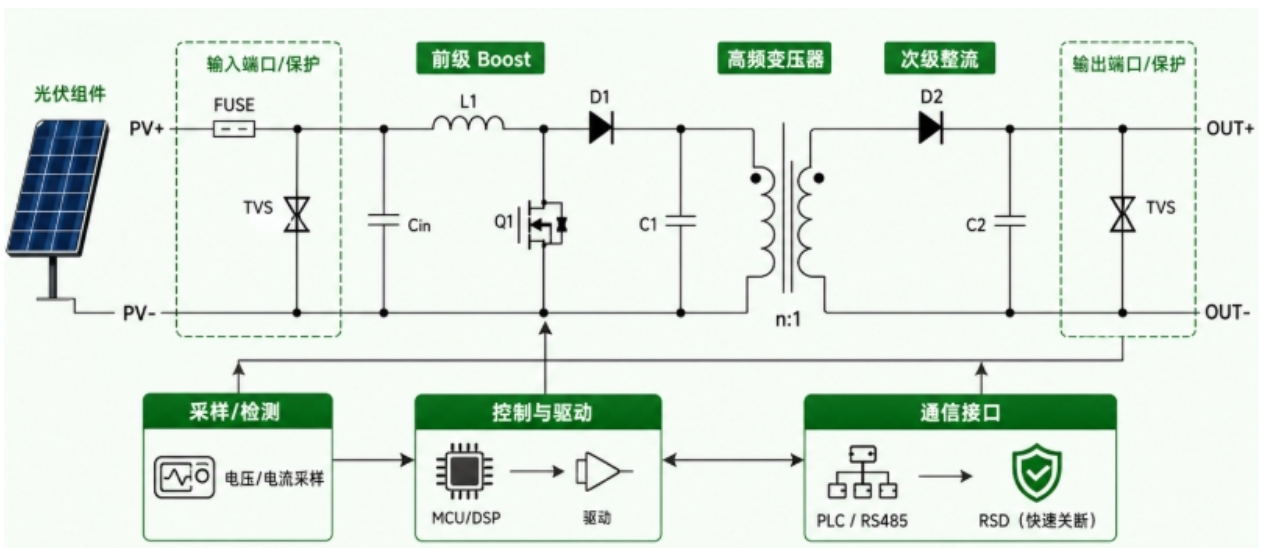 输入端口/保护
前级 Boost
高频变压器
次级整流
输出端口/保护
光伏组件
FUSE
L1
D1
D2
PV+
OUT+
TVS
Cin
Q1
C1
C2
TVS
PV-
n:1
OUT-
采样/检测
控制与驱动
通信接口
电压/电流采样
MCU/DSP
驱动
PLC / RS485
RSD（快速关断）